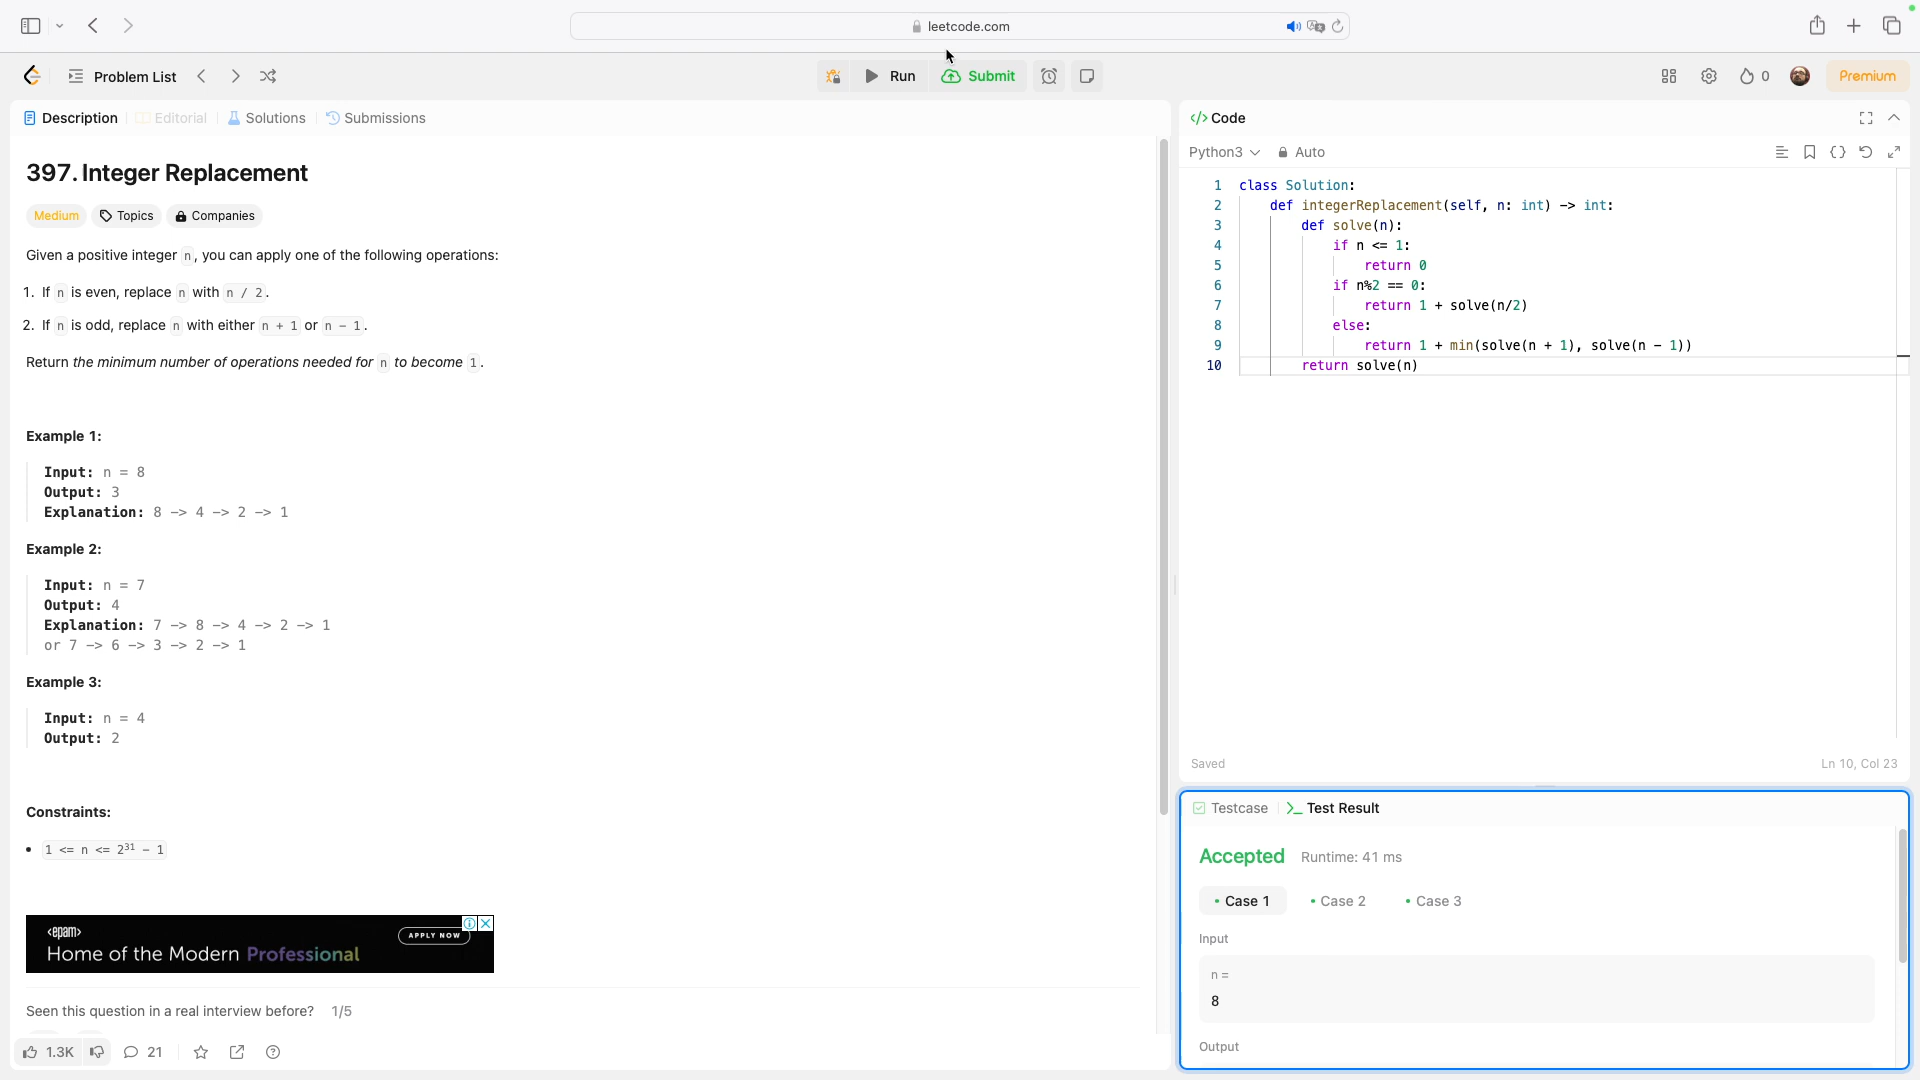 leetcode.com
Problem List
Run
Submit
0
Premium
Description
Editorial
Solutions
Submissions
397. Integer Replacement
Medium
Topics
Companies
Given a positive integer n, you can apply one of the following operations:
1. If n is even, replace n with n / 2.
2. If n is odd, replace n with either n + 1 or n - 1.
Return the minimum number of operations needed for n to become 1.
Example 1:
Input: n = 8
Output: 3
Explanation: 8 -> 4 -> 2 -> 1
Example 2:
Input: n = 7
Output: 4
Explanation: 7 -> 8 -> 4 -> 2 -> 1
or 7 -> 6 -> 3 -> 2 -> 1
Example 3:
Input: n = 4
Output: 2
Constraints:
• 1 <= n <= 2³¹ - 1
<epam>
Home of the Modern Professional
APPLY NOW
Seen this question in a real interview before? 1/5
1.3K
21
</> Code
Python3
Auto
1 class Solution:
2     def integerReplacement(self, n: int) -> int:
3         def solve(n):
4             if n <= 1:
5                 return 0
6             if n%2 == 0:
7                 return 1 + solve(n/2)
8             else:
9                 return 1 + min(solve(n + 1), solve(n - 1))
10         return solve(n)
Saved
Ln 10, Col 23
Testcase
>_ Test Result
Accepted
Runtime: 41 ms
• Case 1
• Case 2
• Case 3
Input
n =
8
Output